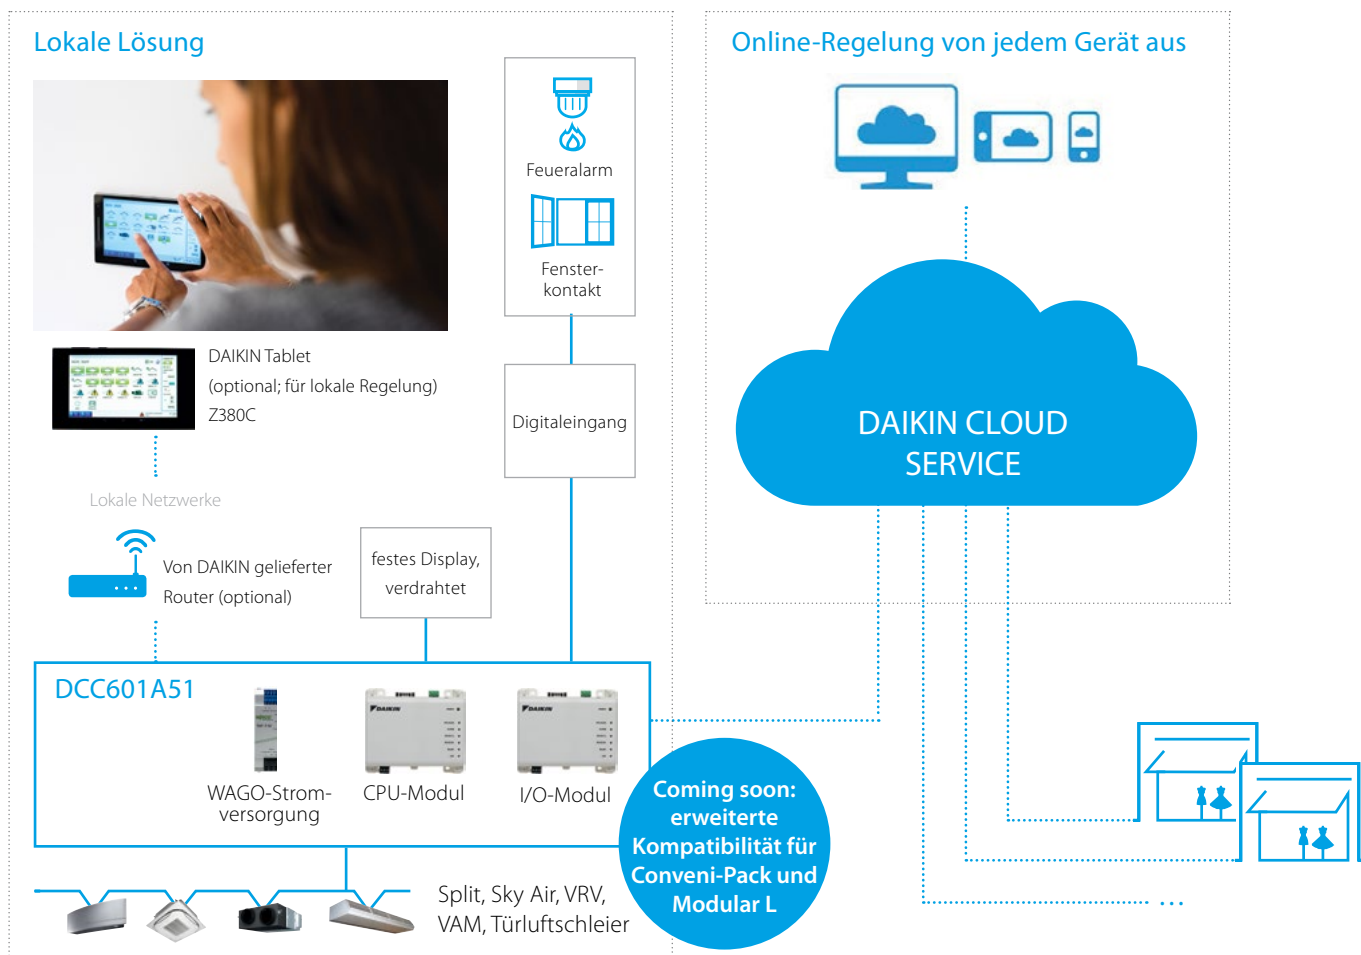 Lokale Lösung
Feueralarm
Fenster-
kontakt
DAIKIN Tablet
(optional; für lokale Regelung)
Z380C
Digitaleingang
Lokale Netzwerke
Von DAIKIN gelieferter
Router (optional)
festes Display,
verdrahtet
DCC601A51
DAIKIN
DAIKIN
WAGO-Strom-
versorgung
CPU-Modul
I/O-Modul
Split, Sky Air, VRV,
VAM, Türluftschleier
Coming soon:
erweiterte
Kompatibilität für
Conveni-Pack und
Modular L
Online-Regelung von jedem Gerät aus
DAIKIN CLOUD
SERVICE
...